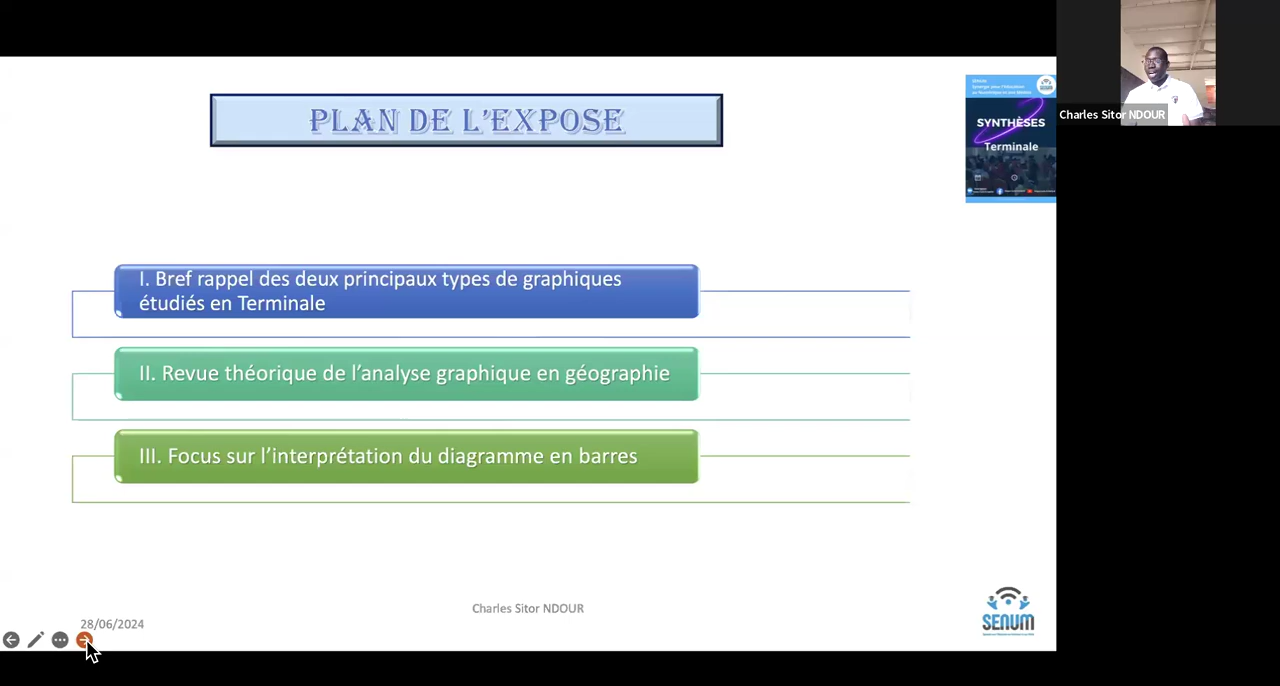 PLAN DE L'EXPOSE
SENUM
SYNTHÈSES
Terminale
Charles Sitor NDOUR
I. Bref rappel des deux principaux types de graphiques
étudiés en Terminale
II. Revue théorique de l'analyse graphique en géographie
III. Focus sur l'interprétation du diagramme en barres
Charles Sitor NDOUR
28/06/2024
SENUM